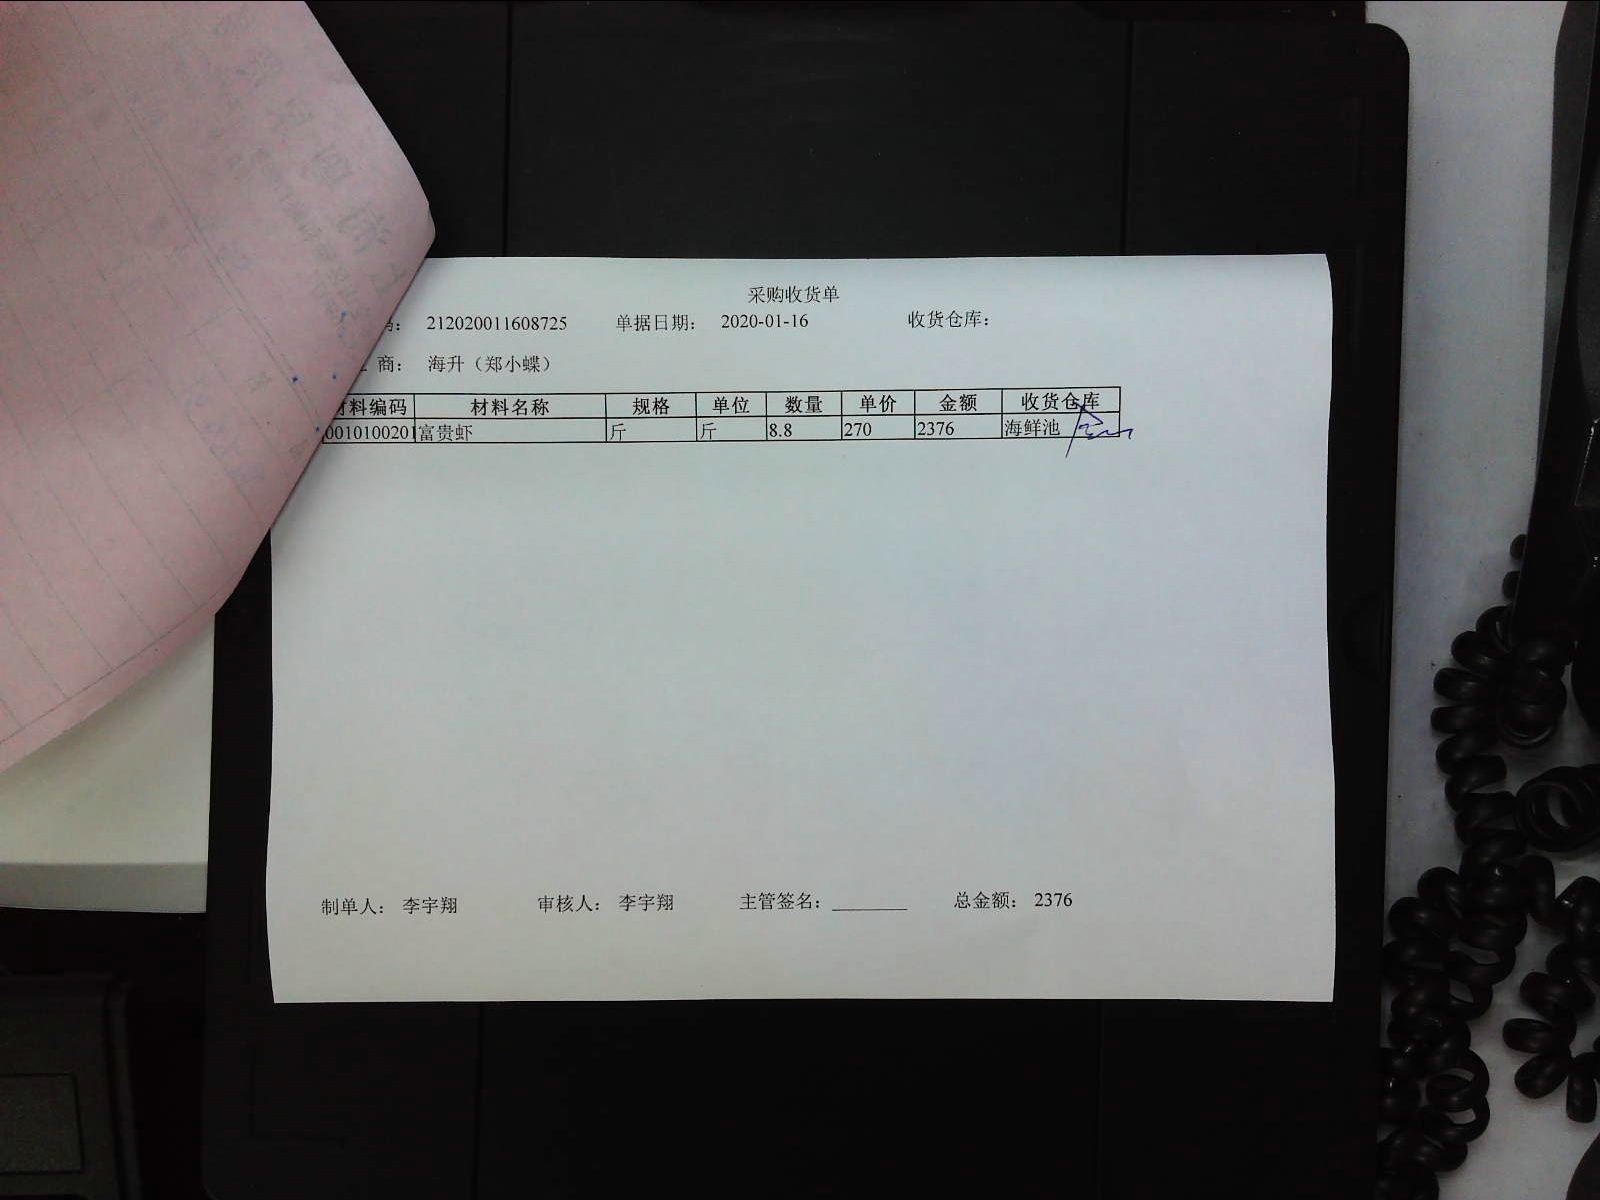 采购收货单
码： 212020011608725 单据日期： 2020-01-16 收货仓库：
商： 海升（郑小蝶）
材料编码 材料名称 规格 单位 数量 单价 金额 收货仓库
0010100201 富贵虾 斤 斤 8.8 270 2376 海鲜池
制单人： 李宇翔 审核人： 李宇翔 主管签名：________ 总金额： 2376